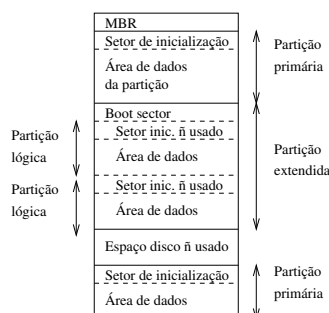 MBR
Setor de inicialização
Área de dados
da partição
Partição
primária
Boot sector
Setor inic. ñ usado
Área de dados
Partição
lógica
Setor inic. ñ usado
Área de dados
Partição
lógica
Partição
extendida
Espaço disco ñ usado
Setor de inicialização
Área de dados
Partição
primária